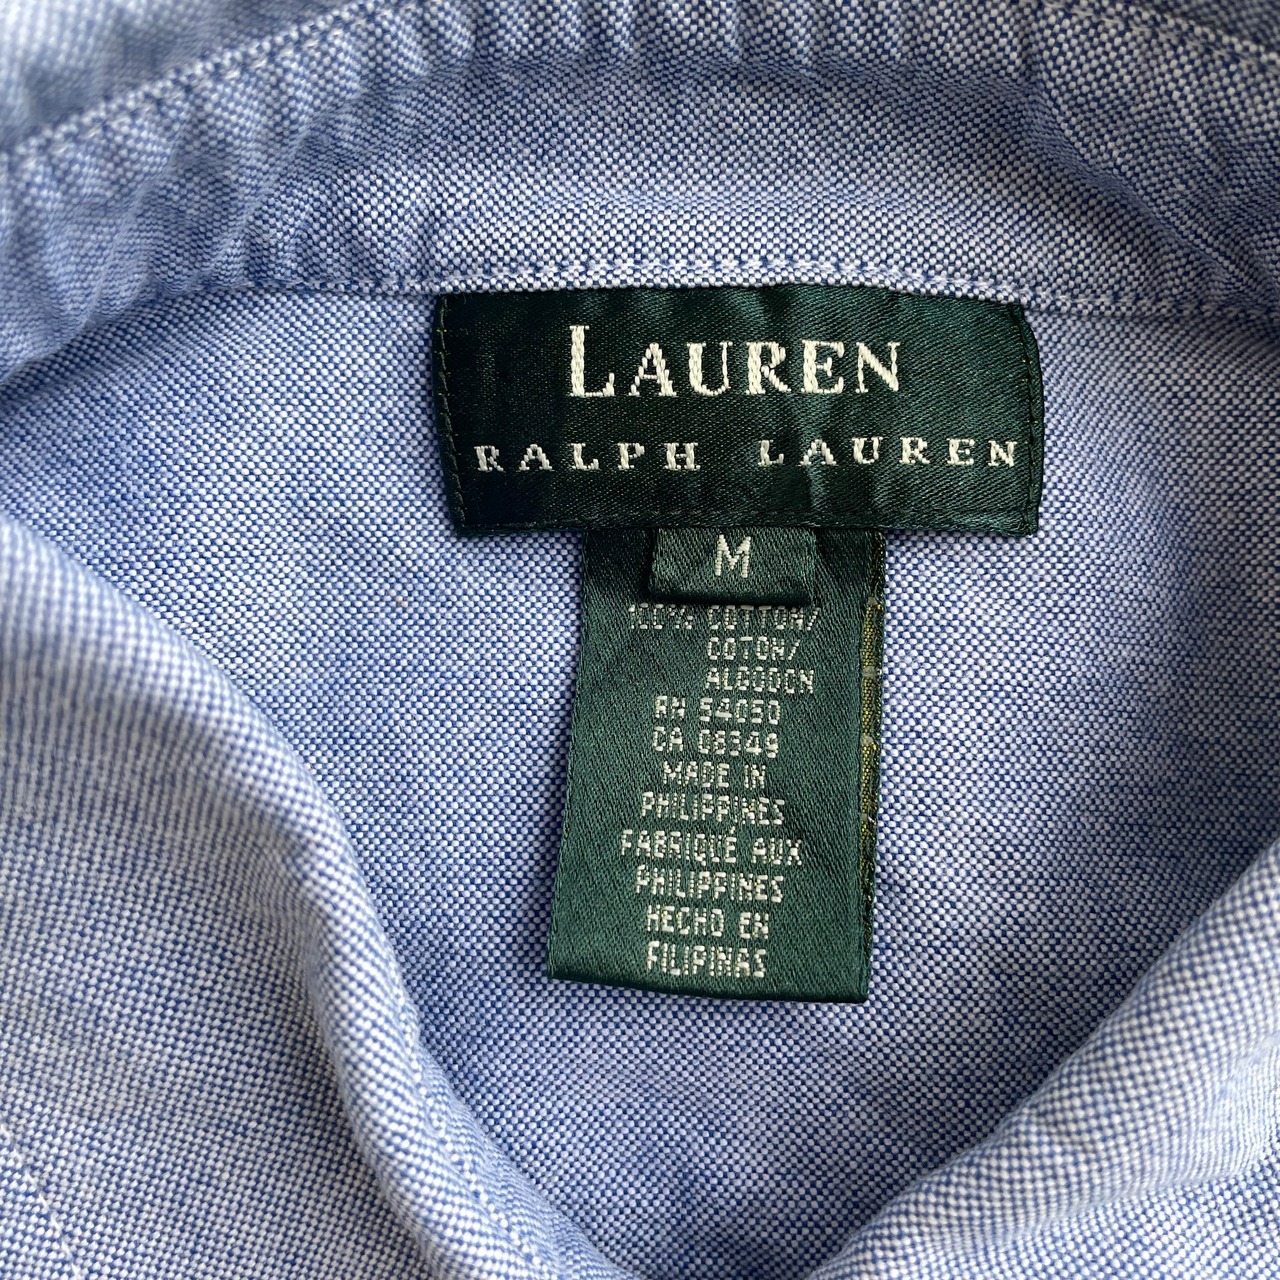 LAUREN
RALPH LAUREN
M
100% COTTON/
COTON/
ALGODON
RN 54050
CA 08349
MADE IN
PHILIPPINES
FABRIQUÉ AUX
PHILIPPINES
HECHO EN
FILIPINAS